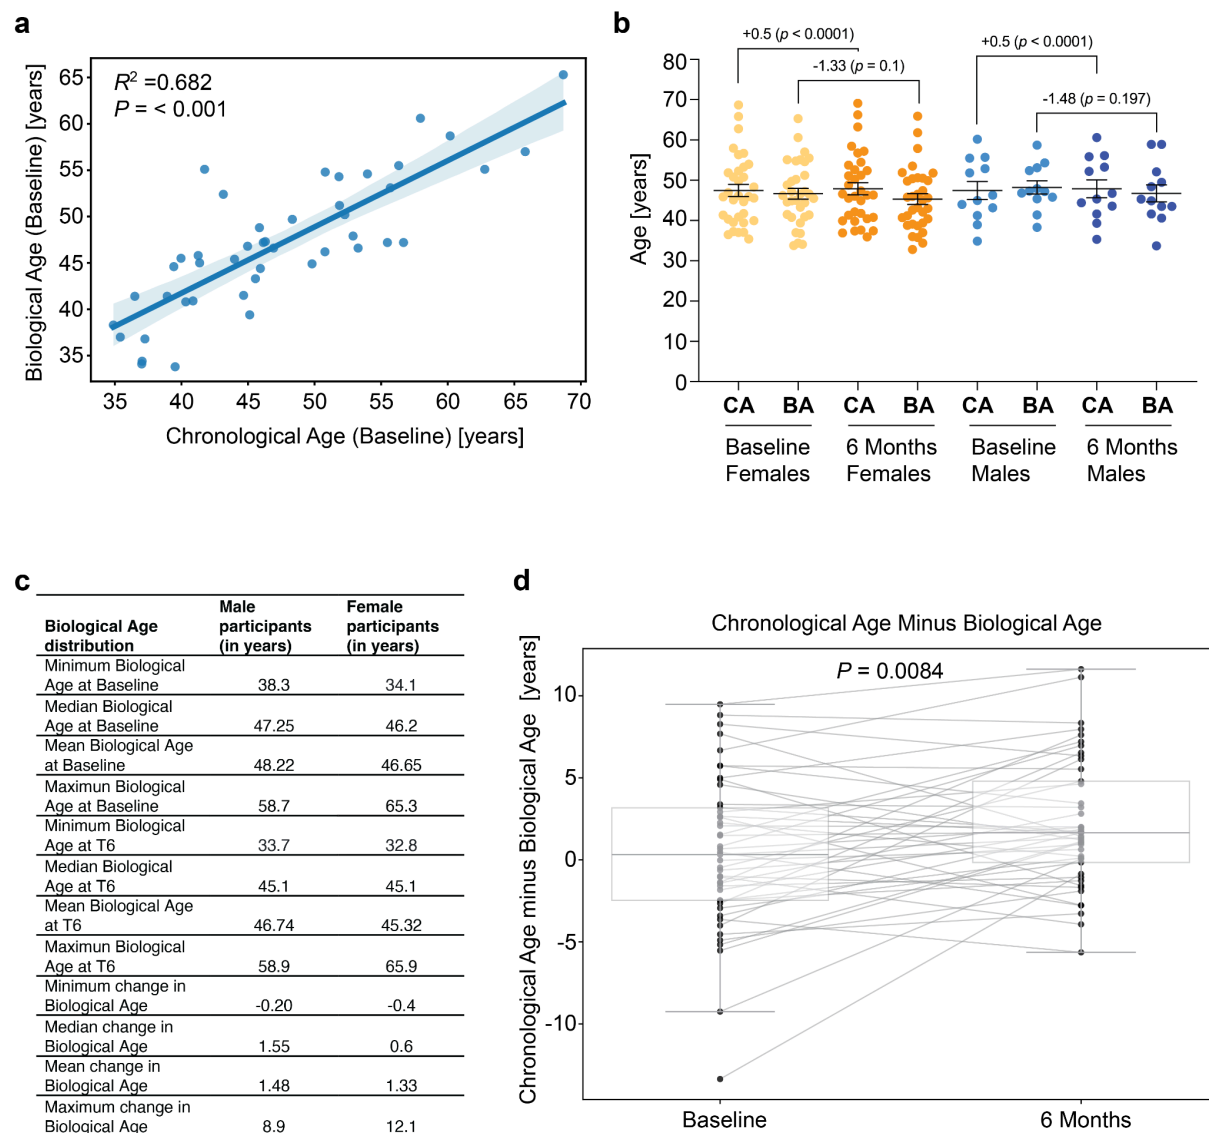 a
R² =0.682
P = < 0.001
Biological Age (Baseline) [years]
65
60
55
50
45
40
35
35 40 45 50 55 60 65 70
Chronological Age (Baseline) [years]
b
+0.5 (p < 0.0001)
-1.33 (p = 0.1)
+0.5 (p < 0.0001)
-1.48 (p = 0.197)
Age [years]
80
70
60
50
40
30
20
10
0
CA BA CA BA CA BA CA BA
Baseline 6 Months Baseline 6 Months
Females Females Males Males
c
Male Female
Biological Age participants participants
distribution (in years) (in years)
Minimum Biological
Age at Baseline 38.3 34.1
Median Biological
Age at Baseline 47.25 46.2
Mean Biological Age
at Baseline 48.22 46.65
Maximun Biological
Age at Baseline 58.7 65.3
Minimum Biological
Age at T6 33.7 32.8
Median Biological
Age at T6 45.1 45.1
Mean Biological Age
at T6 46.74 45.32
Maximun Biological
Age at T6 58.9 65.9
Minimum change in
Biological Age -0.20 -0.4
Median change in
Biological Age 1.55 0.6
Mean change in
Biological Age 1.48 1.33
Maximum change in
Biological Age 8.9 12.1
d
Chronological Age Minus Biological Age
P = 0.0084
Chronological Age minus Biological Age [years]
10
5
0
-5
-10
Baseline 6 Months